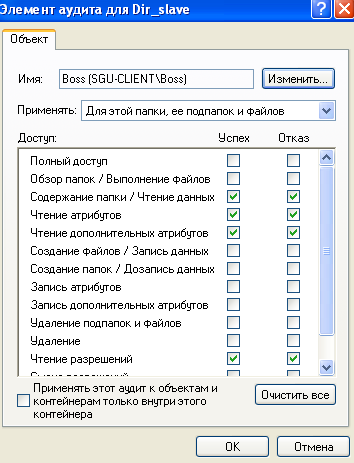 Элемент аудита для Dir_slave
Объект
Имя: Boss (SGU-CLIENT\Boss) Изменить...
Применять: Для этой папки, ее подпапок и файлов
Доступ: Успех Отказ
Полный доступ
Обзор папок / Выполнение файлов
Содержание папки / Чтение данных
Чтение атрибутов
Чтение дополнительных атрибутов
Создание файлов / Запись данных
Создание папок / Дозапись данных
Запись атрибутов
Запись дополнительных атрибутов
Удаление подпапок и файлов
Удаление
Чтение разрешений
Применять этот аудит к объектам и
контейнерам только внутри этого
контейнера
Очистить все
OK Отмена